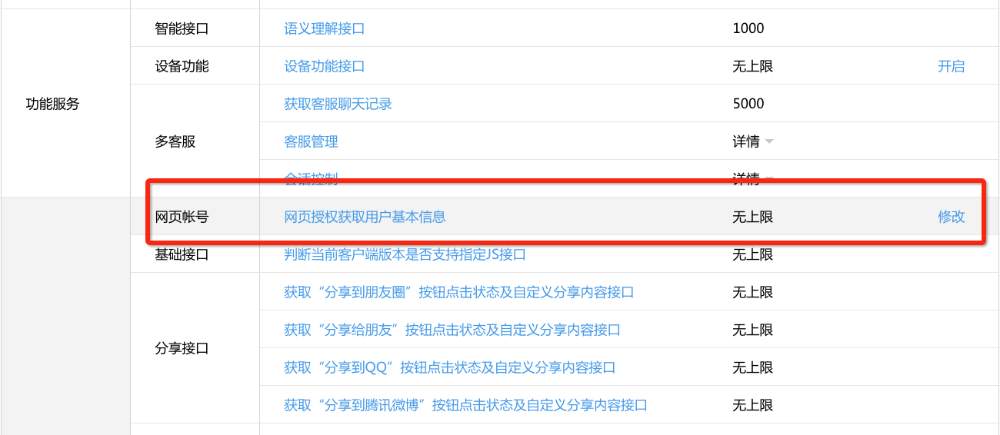 智能接口 语义理解接口 1000
设备功能 设备功能接口 无上限 开启
功能服务 获取客服聊天记录 5000
多客服 客服管理 详情
会话控制 详情
网页帐号 网页授权获取用户基本信息 无上限 修改
基础接口 判断当前客户端版本是否支持指定JS接口 无上限
获取“分享到朋友圈”按钮点击状态及自定义分享内容接口 无上限
获取“分享给朋友”按钮点击状态及自定义分享内容接口 无上限
分享接口
获取“分享到QQ”按钮点击状态及自定义分享内容接口 无上限
获取“分享到腾讯微博”按钮点击状态及自定义分享内容接口 无上限